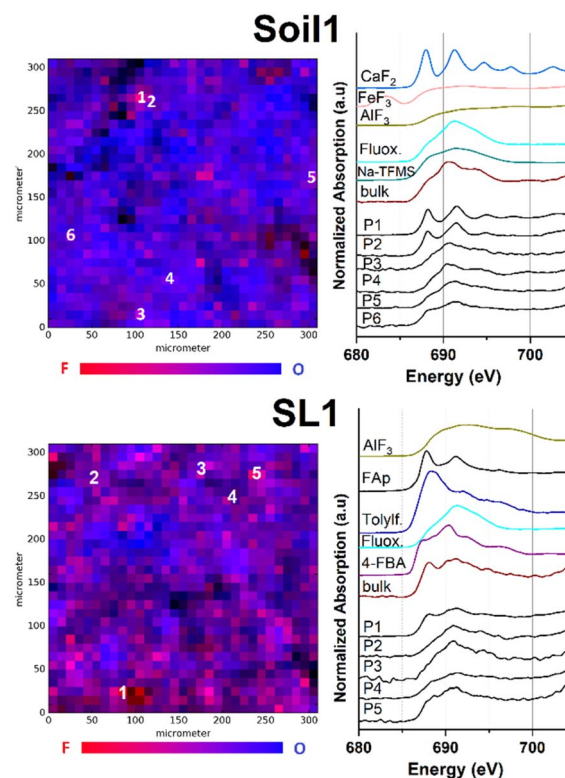 Soil1
micrometer
300
250
200
150
100
50
0
1 2
5
6
4
3
0 50 100 150 200 250 300
micrometer
F O
Normalized Absorption (a.u)
CaF2
FeF3
AlF3
Fluox.
Na-TFMS
bulk
P1
P2
P3
P4
P5
P6
680 690 700
Energy (eV)
SL1
micrometer
300
250
200
150
100
50
0
2 3 5
4
1
0 50 100 150 200 250 300
micrometer
F O
Normalized Absorption (a.u)
AlF3
FAp
Tolylf.
Fluox.
4-FBA
bulk
P1
P2
P3
P4
P5
680 690 700
Energy (eV)